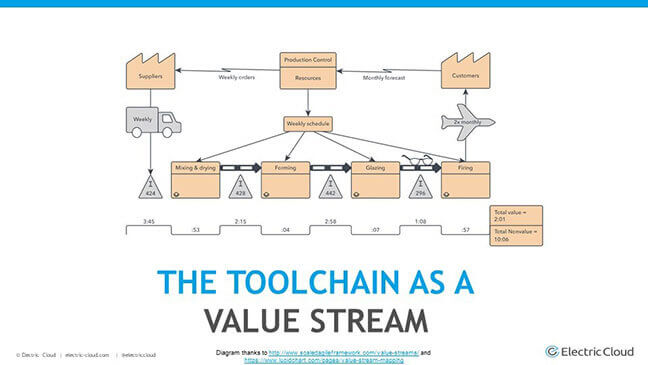 Production Control
Suppliers
Weekly orders
Resources
Monthly forecast
Customers
Weekly
Weekly schedule
2x monthly
Mixing & drying
Forming
Glazing
Firing
I
424
I
428
I
442
I
296
3:45
:53
2:15
:04
2:58
:07
1:08
:57
Total value =
2:01
Total Nonvalue =
10:06
THE TOOLCHAIN AS A
VALUE STREAM
© Electric Cloud | electric-cloud.com | @electriccloud
Diagram thanks to http://www.scaledagileframework.com/value-streams/ and
https://www.lucidchart.com/pages/value-stream-mapping
Electric Cloud